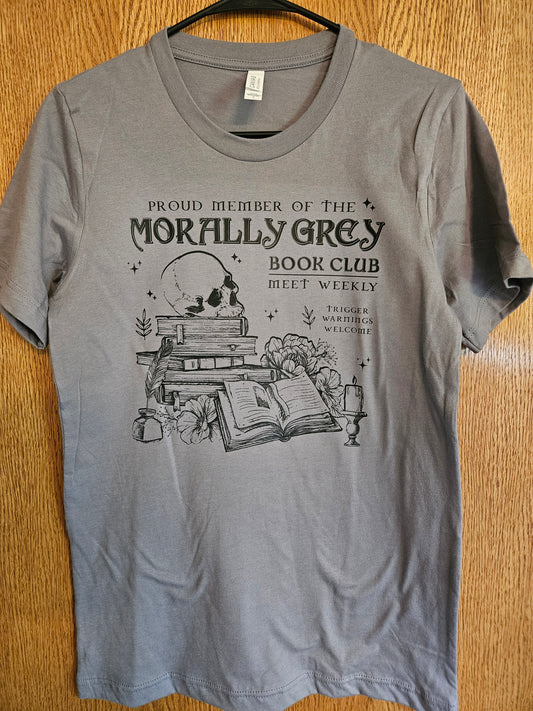 PROUD MEMBER OF THE
MORALLY GREY
BOOK CLUB
MEET WEEKLY
TRIGGER
WARNINGS
WELCOME